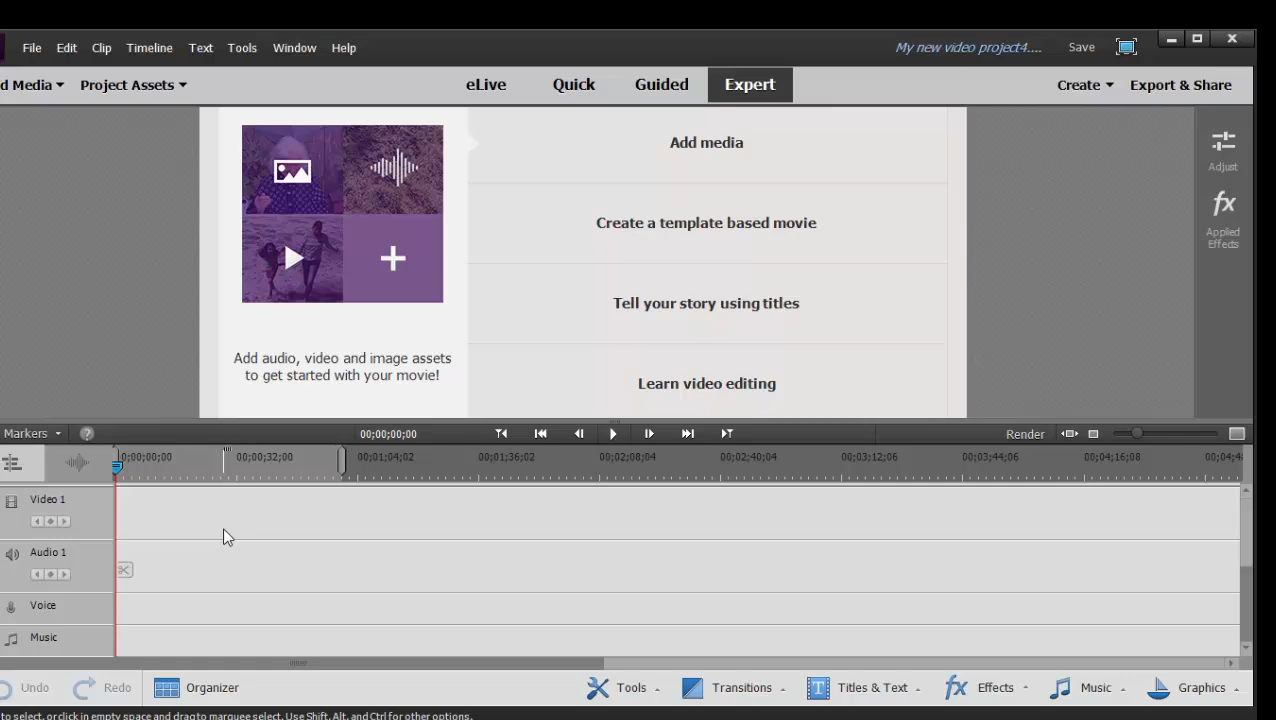 File Edit Clip Timeline Text Tools Window Help My new video project4.... Save
d Media Project Assets eLive Quick Guided Expert Create Export & Share
Add media
Adjust
Create a template based movie
fx
Applied
Effects
Tell your story using titles
Add audio, video and image assets
to get started with your movie!
Learn video editing
Markers ? 00;00;00;00 Render
0;00;00;00 00;00;32;00 00;01;04;02 00;01;36;02 00;02;08;04 00;02;40;04 00;03;12;06 00;03;44;06 00;04;16;08 00;04;48
Video 1
Audio 1
Voice
Music
Undo Redo Organizer Tools Transitions T Titles & Text fx Effects Music Graphics
to select, or click in empty space and drag to marquee select. Use Shift, Alt, and Ctrl for other options.